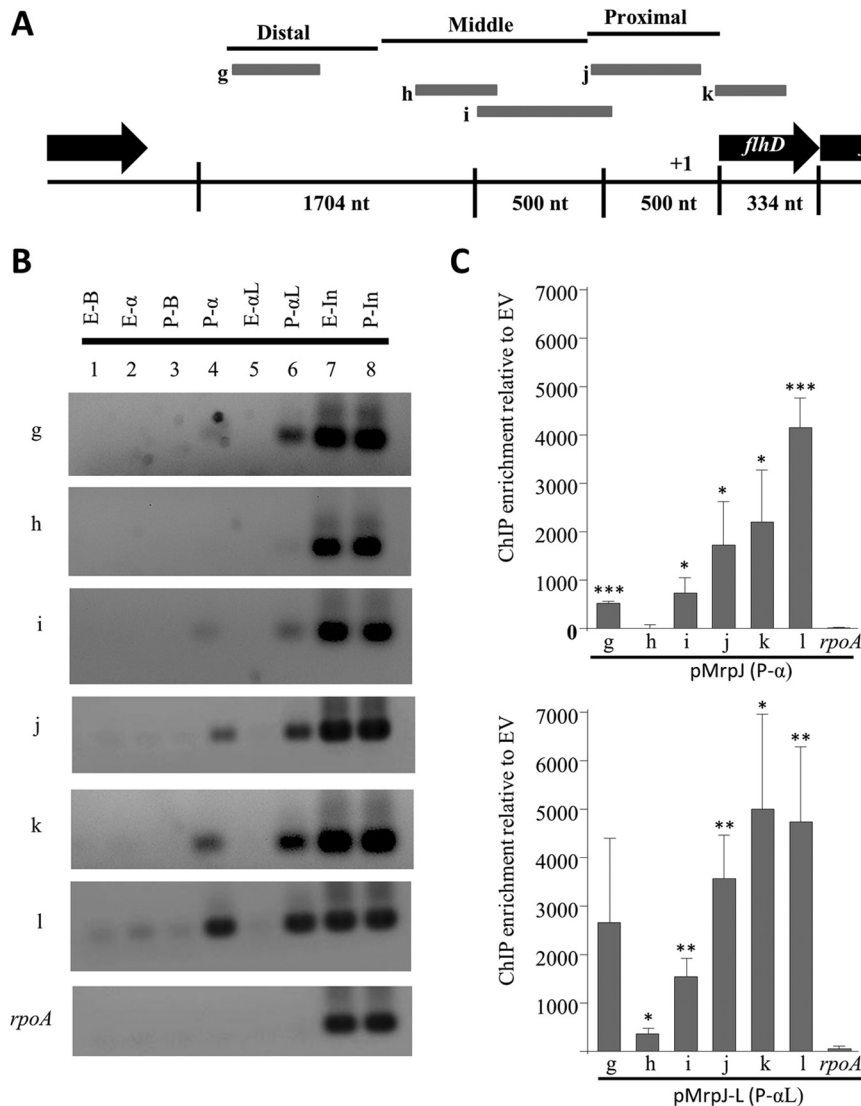 A
Distal
Middle
Proximal
g
h
i
j
k
+1
flhD
1704 nt
500 nt
500 nt
334 nt
B
E-B
E-α
P-B
P-α
E-αL
P-αL
E-In
P-In
1 2 3 4 5 6 7 8
g
h
i
j
k
l
rpoA
C
ChIP enrichment relative to EV
7000
6000
5000
4000
3000
2000
1000
0
***
*
*
*
***
g h i j k l rpoA
pMrpJ (P-α)
ChIP enrichment relative to EV
7000
6000
5000
4000
3000
2000
1000
*
**
**
*
**
g h i j k l rpoA
pMrpJ-L (P-αL)